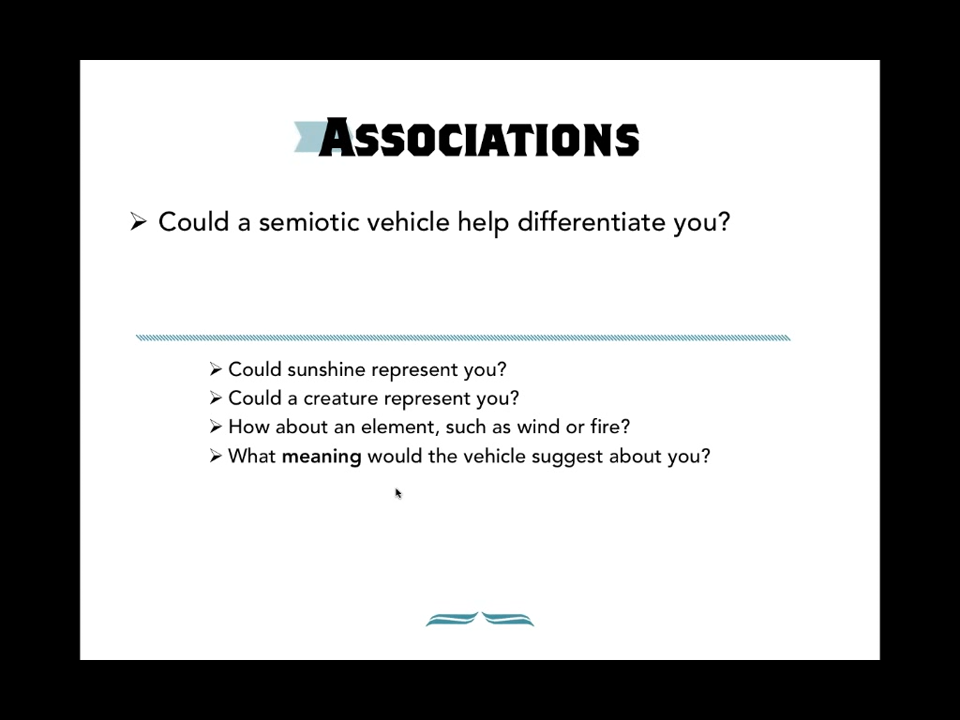 ASSOCIATIONS
➢ Could a semiotic vehicle help differentiate you?
➢ Could sunshine represent you?
➢ Could a creature represent you?
➢ How about an element, such as wind or fire?
➢ What meaning would the vehicle suggest about you?